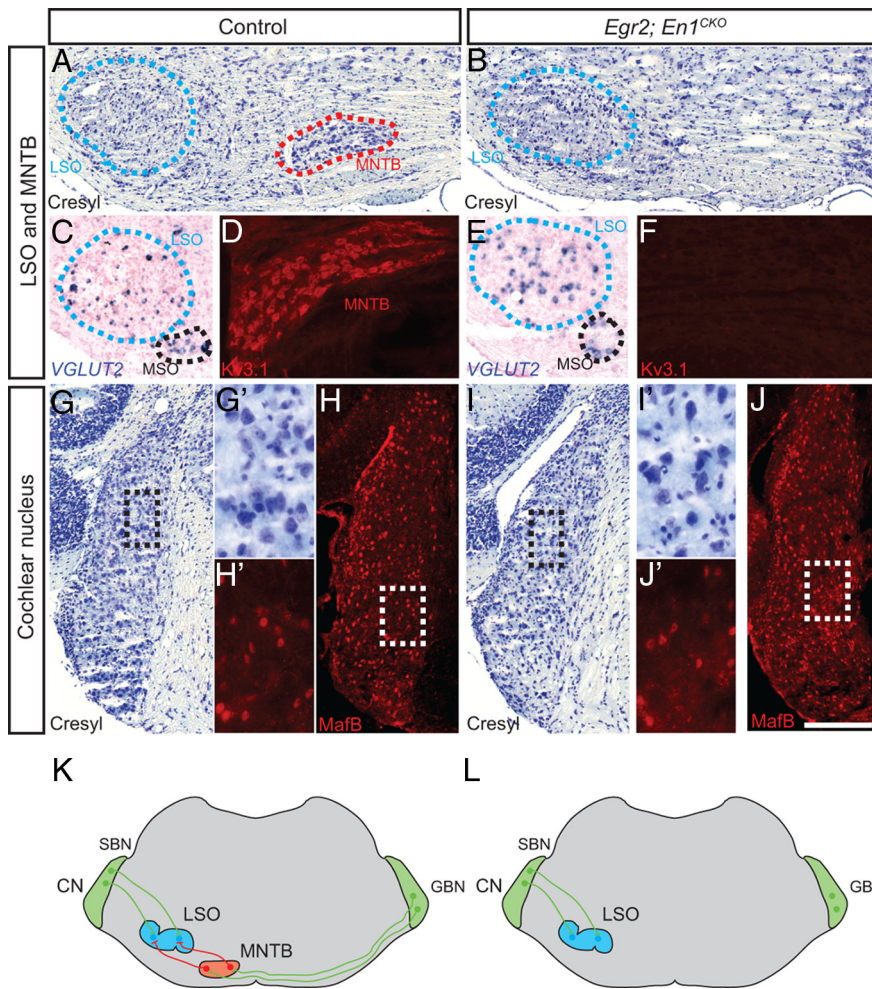 Control
Egr2; En1CKO
LSO and MNTB
A
LSO
MNTB
Cresyl
B
LSO
Cresyl
C
LSO
VGLUT2
MSO
D
MNTB
Kv3.1
E
LSO
VGLUT2
MSO
F
Kv3.1
Cochlear nucleus
G
Cresyl
G'
H'
H
MafB
I
Cresyl
I'
J'
J
MafB
K
SBN
CN
LSO
MNTB
GBN
L
SBN
CN
LSO
GB